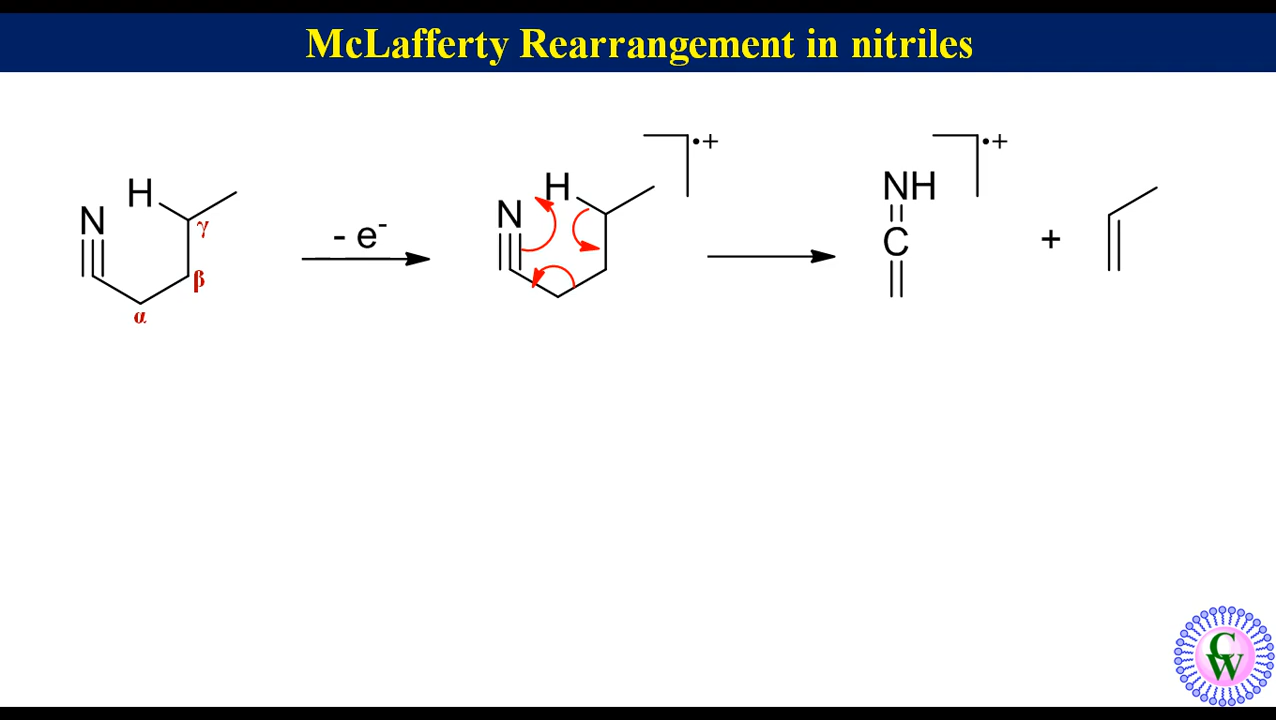 McLafferty Rearrangement in nitriles
H
N
γ
β
α
- e⁻
H
N
•+
NH
C
•+
+
CW